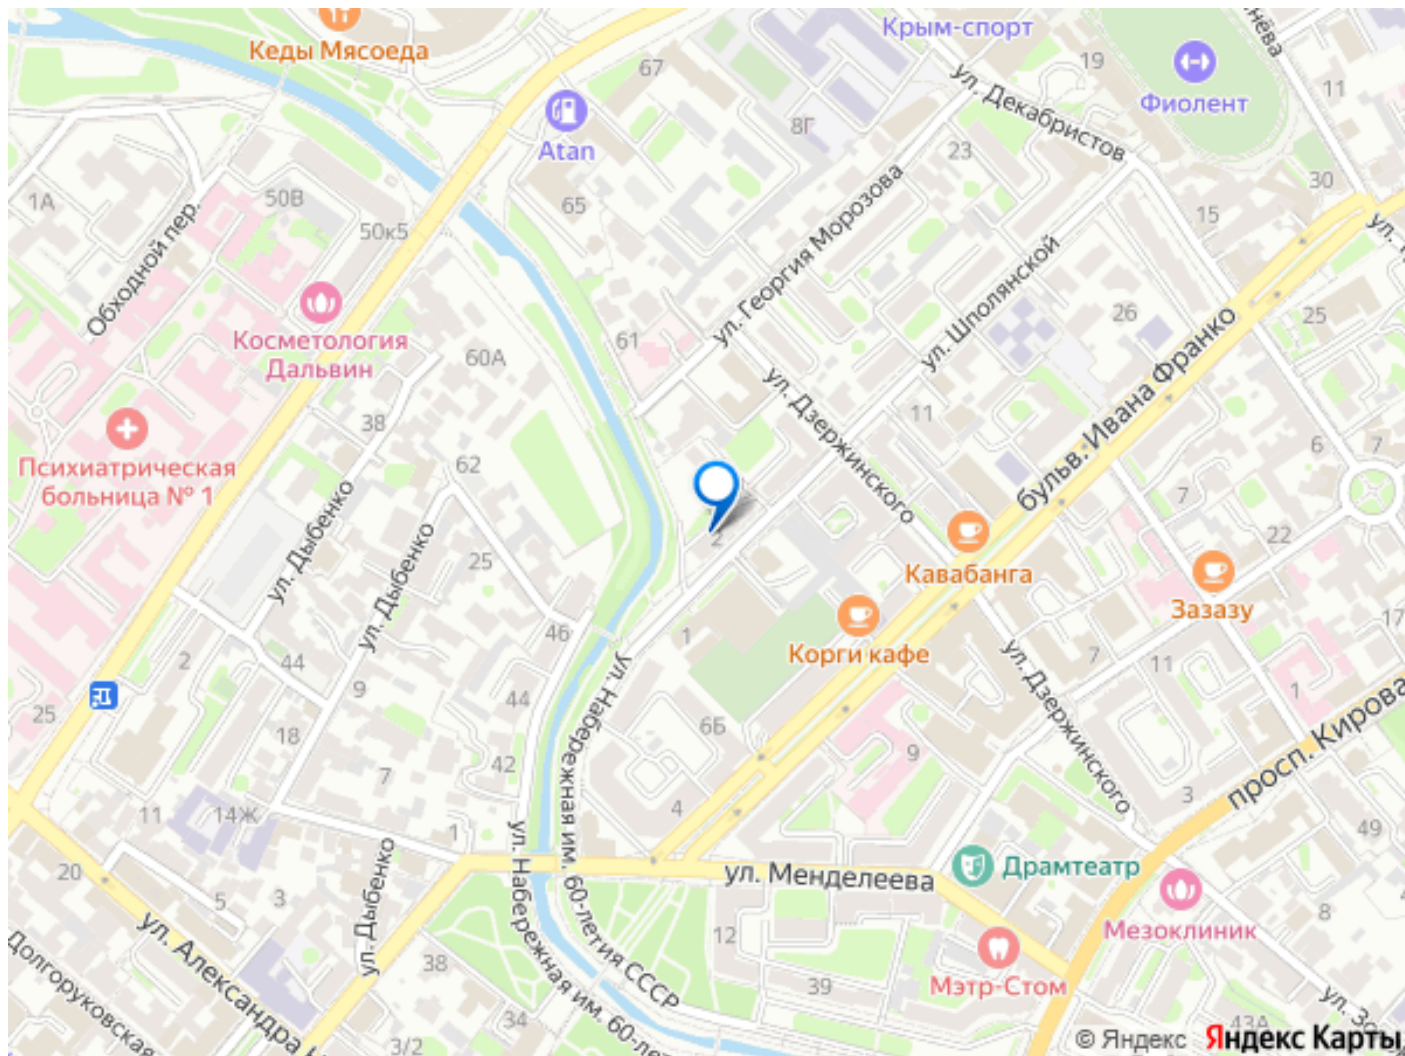 Кеды Мясоеда
Крым-спорт
67
Atan
65
8Г
19
ул. Декабристов
Фиолент
11
23
30
15
1А
50В
50к5
Обходной пер.
Косметология
Дальвин
60А
61
ул. Георгия Морозова
ул. Шполянской
26
25
бульв. Ивана Франко
38
62
Психиатрическая
больница № 1
ул. Дыбенко
ул. Дыбенко
25
ул. Дзержинского
11
6
7
7
22
2
Кавабанга
Зазазу
17
Корги кафе
1
46
44
2
44
9
25
18
7
42
ул. Набережная им. 60-летия СССР
6Б
4
9
7
11
1
ул. Дзержинского
просп. Кирова
3
49
11
14Ж
1
20
5
3
ул. Дыбенко
ул. Менделеева
Драмтеатр
Мезоклиник
8
ул. Александра Н
Долгоруковская
38
34
3/2
ул. Набережная им. 60-ле
12
39
Мэтр-Стом
43А
© Яндекс
Яндекс Карты